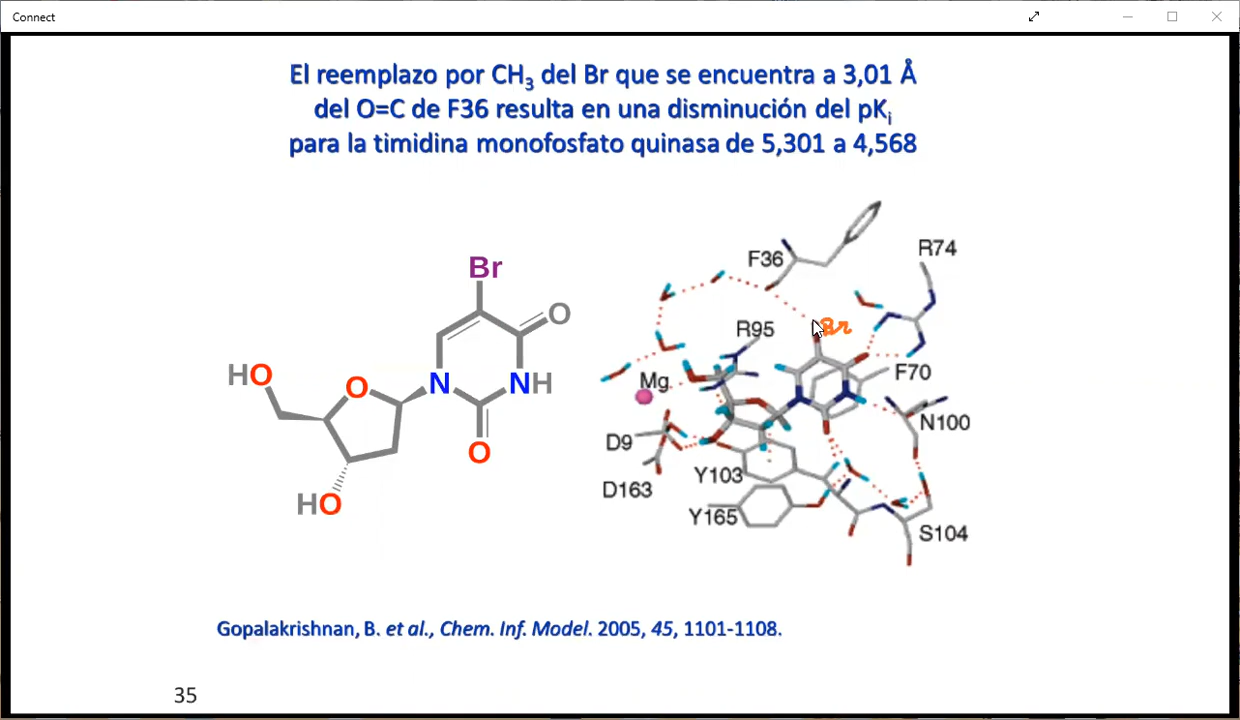 Connect
El reemplazo por CH₃ del Br que se encuentra a 3,01 Å
del O=C de F36 resulta en una disminución del pKᵢ
para la timidina monofosfato quinasa de 5,301 a 4,568
Br
O
HO
O
N
NH
O
HO
F36
R74
Br
R95
Mg
F70
N100
D9
Y103
D163
Y165
S104
Gopalakrishnan, B. et al., Chem. Inf. Model. 2005, 45, 1101-1108.
35